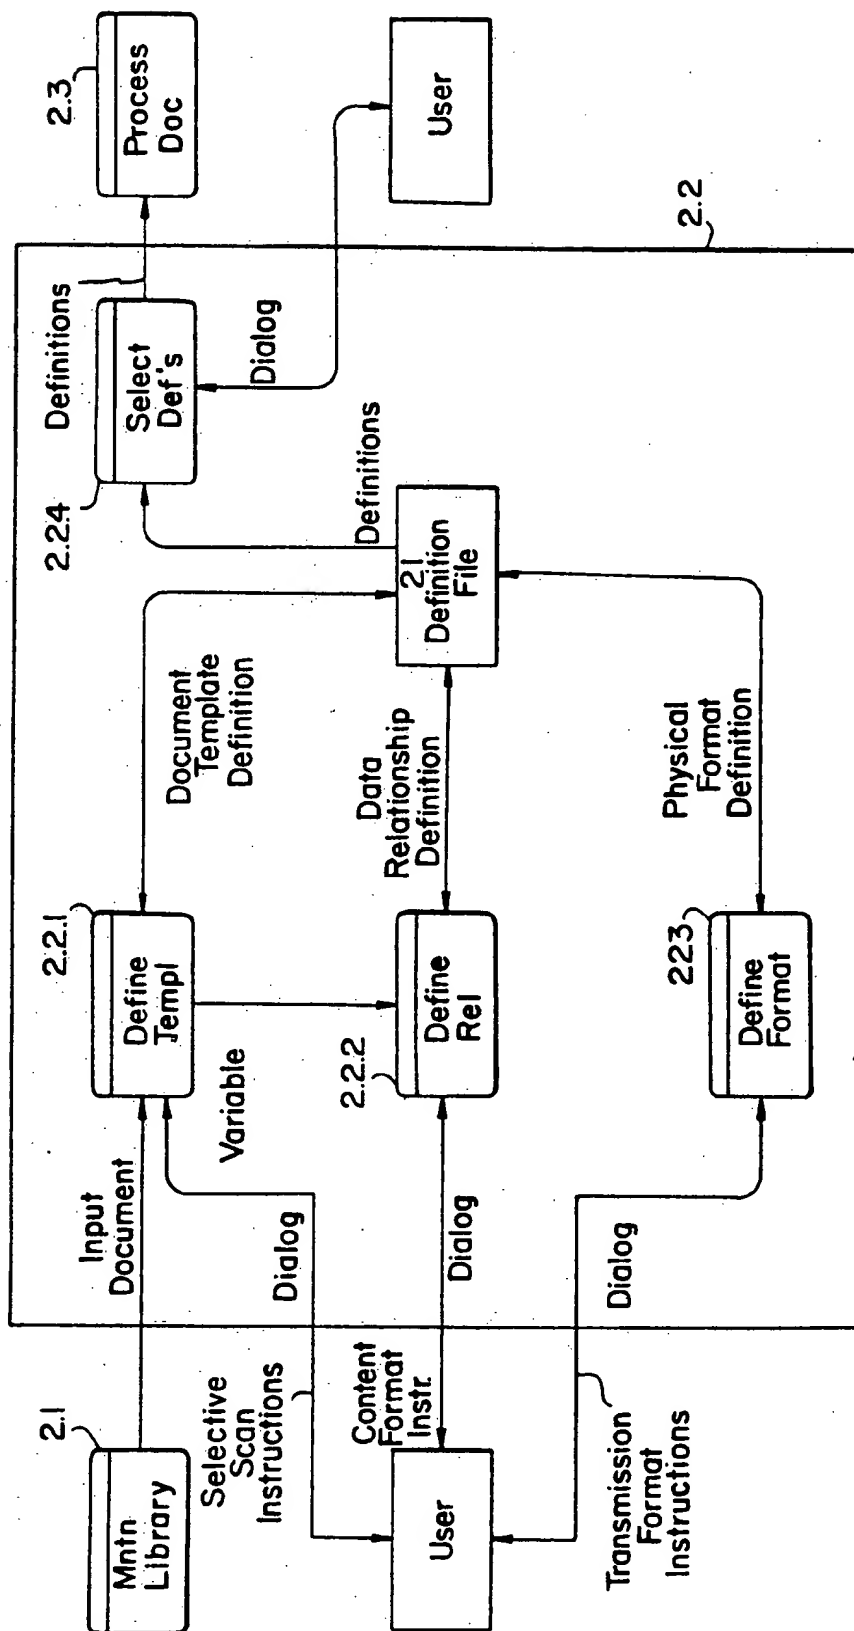 2.1
Mntn
Library
Input
Document
2.2.1
Define
Templ
Document
Template
Definition
2.2.4
Select
Def's
Definitions
2.3
Process
Doc
Selective
Scan
Instructions
Dialog
Variable
Definitions
Dialog
User
Content
Format
Instr.
Dialog
2.2.2
Define
Rel
Data
Relationship
Definition
21
Definition
File
User
Transmission
Format
Instructions
Dialog
223
Define
Format
Physical
Format
Definition
2.2